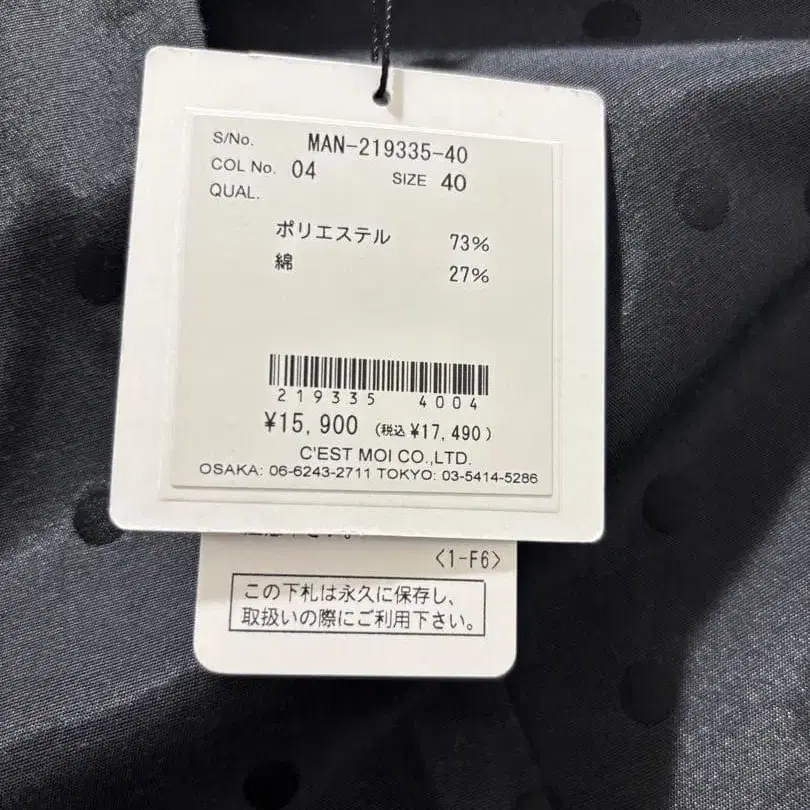 S/No. MAN-219335-40
COL No. 04 SIZE 40
QUAL.
ポリエステル 73%
綿 27%
219335 4004
¥15,900 (税込¥17,490)
C'EST MOI CO.,LTD.
OSAKA: 06-6243-2711 TOKYO: 03-5414-5286
<1-F6>
この下札は永久に保存し、
取扱いの際にご利用下さい。